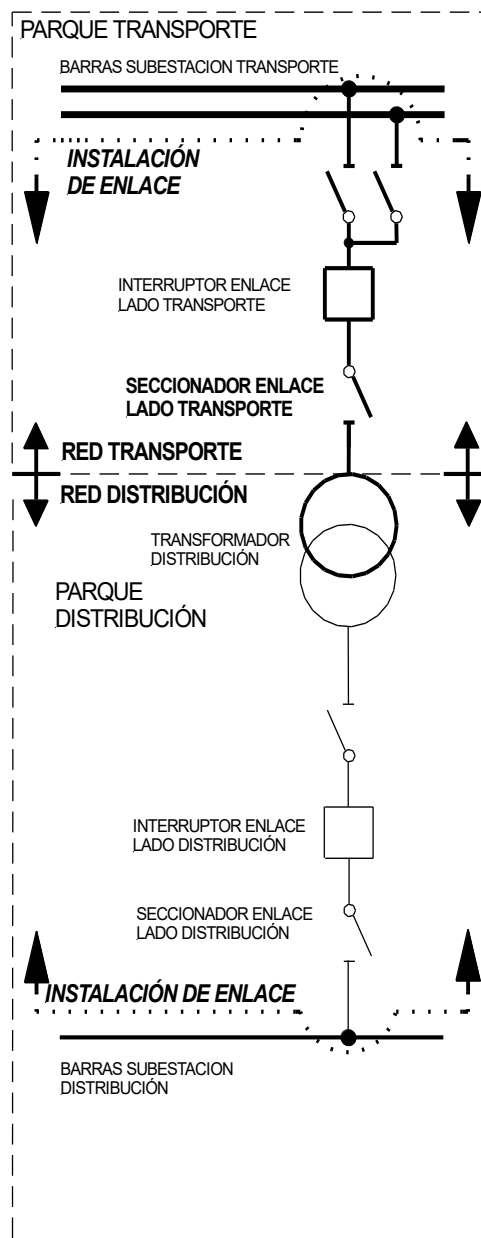 PARQUE TRANSPORTE
BARRAS SUBESTACION TRANSPORTE
INSTALACIÓN
DE ENLACE
INTERRUPTOR ENLACE
LADO TRANSPORTE
SECCIONADOR ENLACE
LADO TRANSPORTE
RED TRANSPORTE
RED DISTRIBUCIÓN
TRANSFORMADOR
DISTRIBUCIÓN
PARQUE
DISTRIBUCIÓN
INTERRUPTOR ENLACE
LADO DISTRIBUCIÓN
SECCIONADOR ENLACE
LADO DISTRIBUCIÓN
INSTALACIÓN DE ENLACE
BARRAS SUBESTACION
DISTRIBUCIÓN